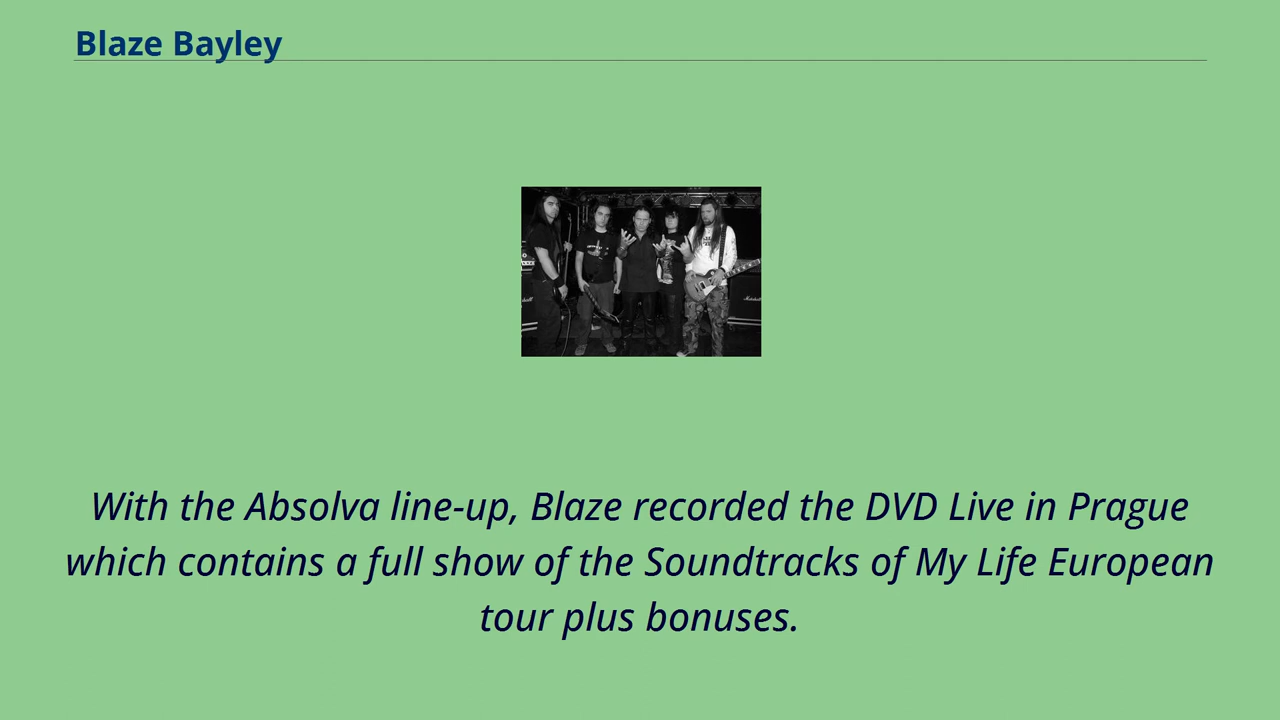 Blaze Bayley
With the Absolva line-up, Blaze recorded the DVD Live in Prague
which contains a full show of the Soundtracks of My Life European
tour plus bonuses.